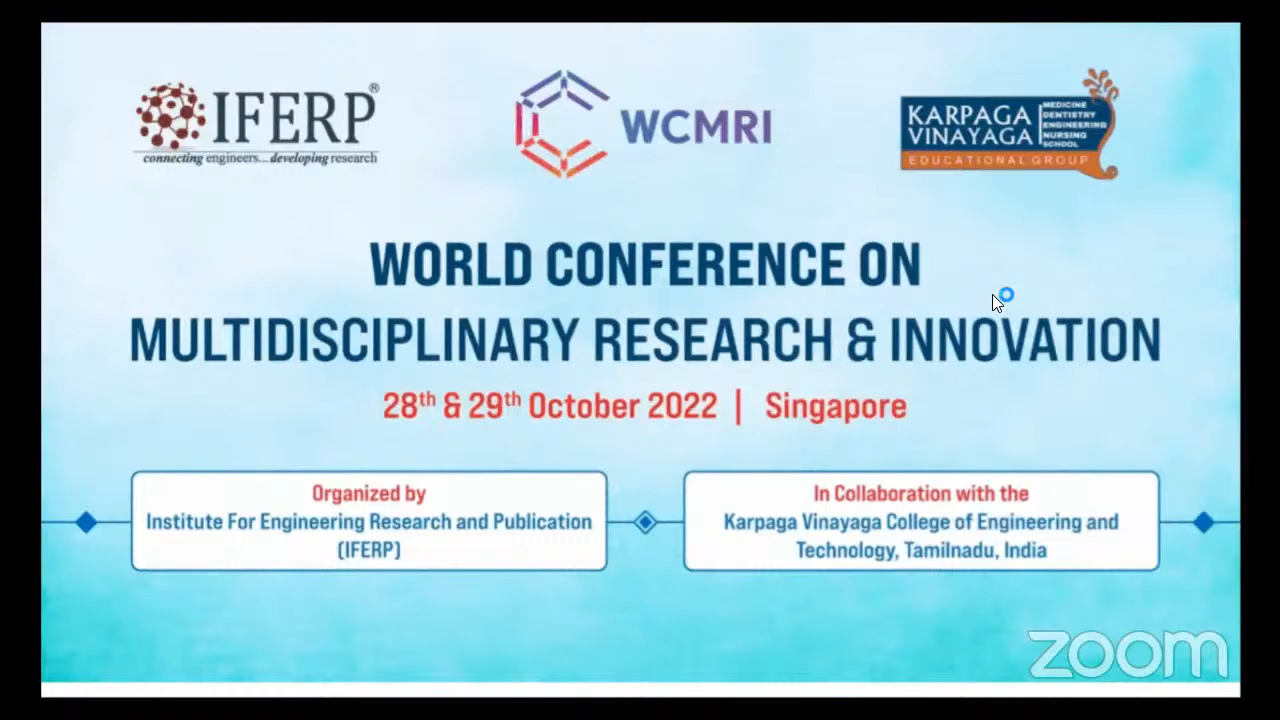 IFERP®
connecting engineers... developing research
WCMRI
KARPAGA
VINAYAGA
MEDICINE
DENTISTRY
ENGINEERING
NURSING
SCHOOL
EDUCATIONAL GROUP
WORLD CONFERENCE ON
MULTIDISCIPLINARY RESEARCH & INNOVATION
28th & 29th October 2022 | Singapore
Organized by
Institute For Engineering Research and Publication
(IFERP)
In Collaboration with the
Karpaga Vinayaga College of Engineering and
Technology, Tamilnadu, India
zoom